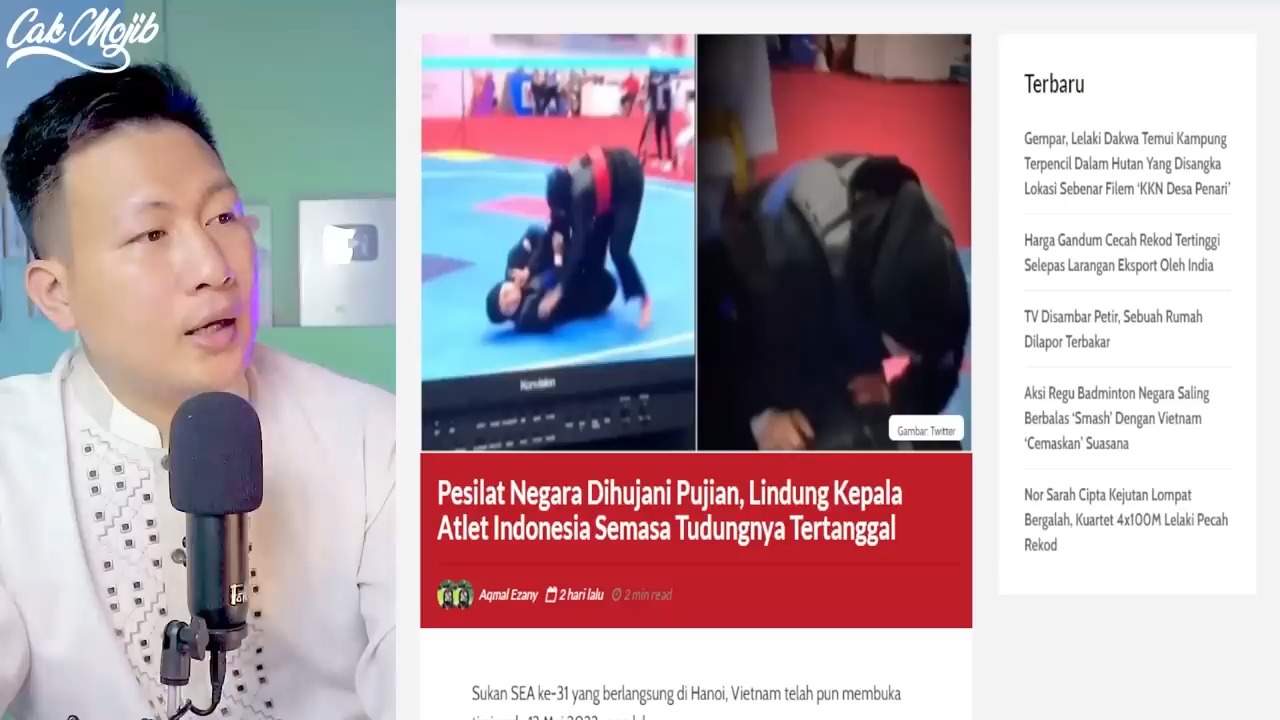 Cak Mojib
Gambar: Twitter
Pesilat Negara Dihujani Pujian, Lindung Kepala
Atlet Indonesia Semasa Tudungnya Tertanggal
Aqmal Ezany 2 hari lalu 2 min read
Sukan SEA ke-31 yang berlangsung di Hanoi, Vietnam telah pun membuka
Terbaru
Gempar, Lelaki Dakwa Temui Kampung
Terpencil Dalam Hutan Yang Disangka
Lokasi Sebenar Filem ‘KKN Desa Penari’
Harga Gandum Cecah Rekod Tertinggi
Selepas Larangan Eksport Oleh India
TV Disambar Petir, Sebuah Rumah
Dilapor Terbakar
Aksi Regu Badminton Negara Saling
Berbalas ‘Smash’ Dengan Vietnam
‘Cemaskan’ Suasana
Nor Sarah Cipta Kejutan Lompat
Bergalah, Kuartet 4x100M Lelaki Pecah
Rekod